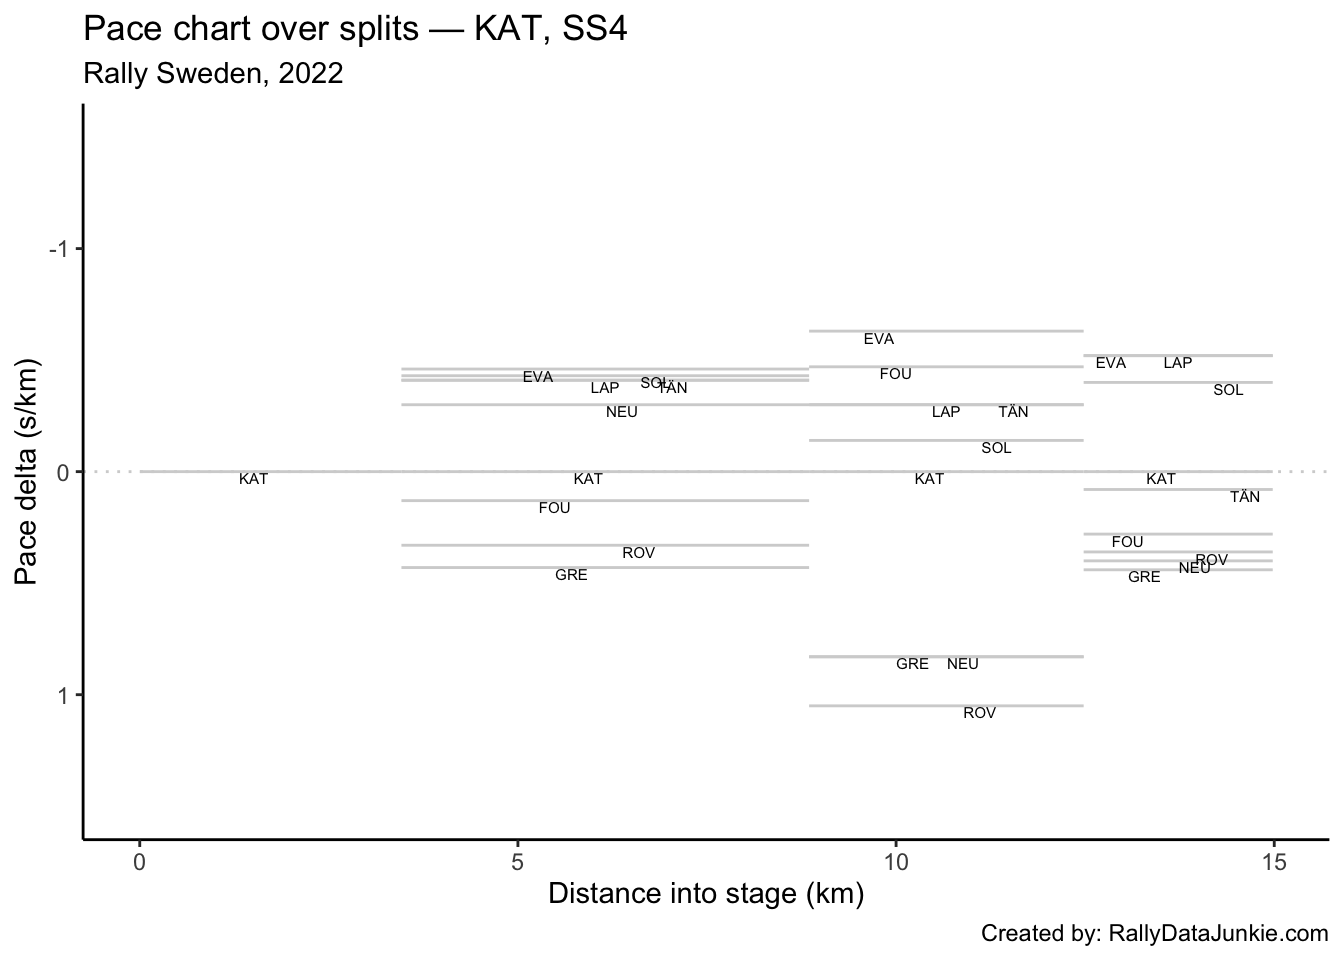 Pace chart over splits — KAT, SS4
Rally Sweden, 2022
Pace delta (s/km)
-1
0
1
EVA
FOU
EVA
LAP
EVA
SOL
LAP
TÄN
SOL
NEU
LAP
TÄN
SOL
KAT
KAT
KAT
KAT
TÄN
FOU
FOU
ROV
ROV
NEU
GRE
GRE
GRE
NEU
ROV
0
5
10
15
Distance into stage (km)
Created by: RallyDataJunkie.com